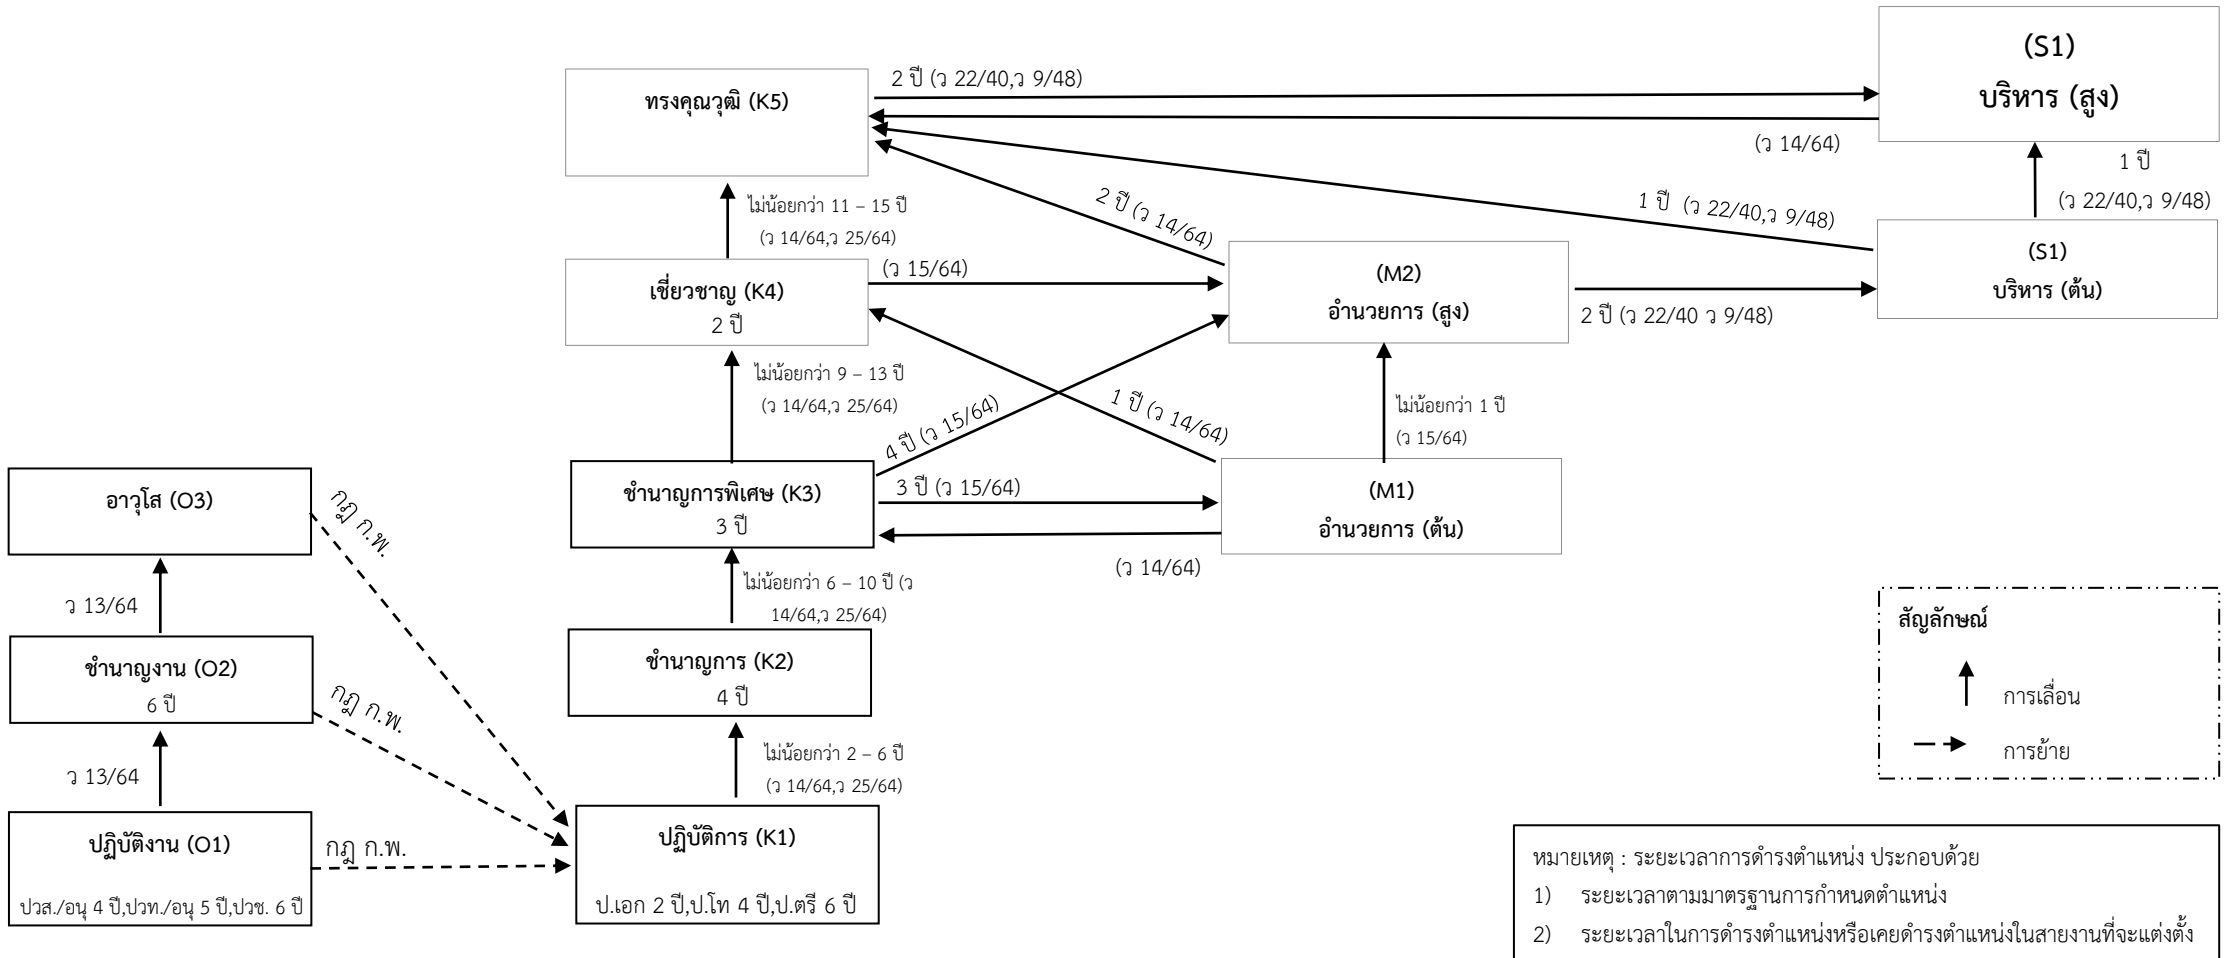 (S1)
บริหาร (สูง)
2 ปี (ว 22/40,ว 9/48)
ทรงคุณวุฒิ (K5)
(ว 14/64)
1 ปี
(ว 22/40,ว 9/48)
ไม่น้อยกว่า 11 – 15 ปี
(ว 14/64,ว 25/64)
2 ปี (ว 14/64)
1 ปี (ว 22/40,ว 9/48)
(S1)
บริหาร (ต้น)
เชี่ยวชาญ (K4)
2 ปี
(ว 15/64)
(M2)
อำนวยการ (สูง)
2 ปี (ว 22/40 ว 9/48)
ไม่น้อยกว่า 9 – 13 ปี
(ว 14/64,ว 25/64)
4 ปี (ว 15/64)
1 ปี (ว 14/64)
ไม่น้อยกว่า 1 ปี
(ว 15/64)
อาวุโส (O3)
กฎ ก.พ.
ชำนาญการพิเศษ (K3)
3 ปี
3 ปี (ว 15/64)
(M1)
อำนวยการ (ต้น)
(ว 14/64)
ว 13/64
ไม่น้อยกว่า 6 – 10 ปี (ว
14/64,ว 25/64)
ชำนาญงาน (O2)
6 ปี
กฎ ก.พ.
ชำนาญการ (K2)
4 ปี
สัญลักษณ์
การเลื่อน
การย้าย
ว 13/64
ไม่น้อยกว่า 2 – 6 ปี
(ว 14/64,ว 25/64)
ปฏิบัติงาน (O1)
ปวส./อนุ 4 ปี,ปวท./อนุ 5 ปี,ปวช. 6 ปี
กฎ ก.พ.
ปฏิบัติการ (K1)
ป.เอก 2 ปี,ป.โท 4 ปี,ป.ตรี 6 ปี
หมายเหตุ : ระยะเวลาการดำรงตำแหน่ง ประกอบด้วย
1) ระยะเวลาตามมาตรฐานการกำหนดตำแหน่ง
2) ระยะเวลาในการดำรงตำแหน่งหรือเคยดำรงตำแหน่งในสายงานที่จะแต่งตั้ง